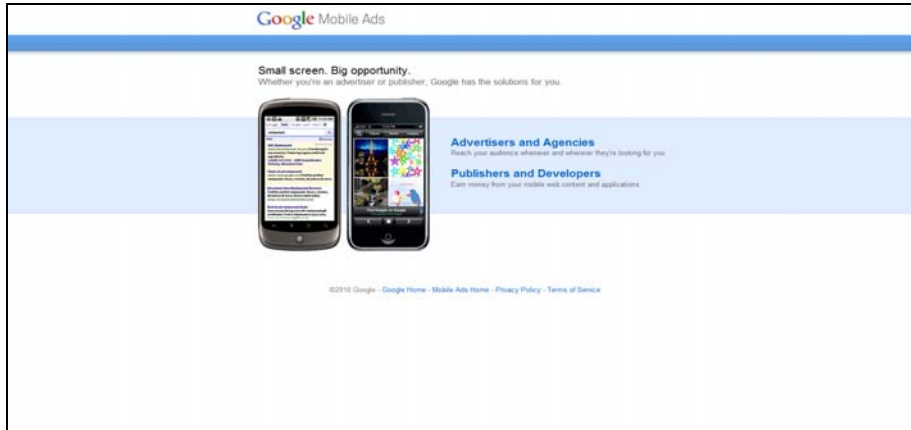 Google Mobile Ads
Small screen. Big opportunity.
Whether you're an advertiser or publisher, Google has the solutions for you.
Advertisers and Agencies
Reach your audience whenever and wherever they're looking for you
Publishers and Developers
Earn money from your mobile web content and applications.
©2010 Google - Google Home - Mobile Ads Home - Privacy Policy - Terms of Service